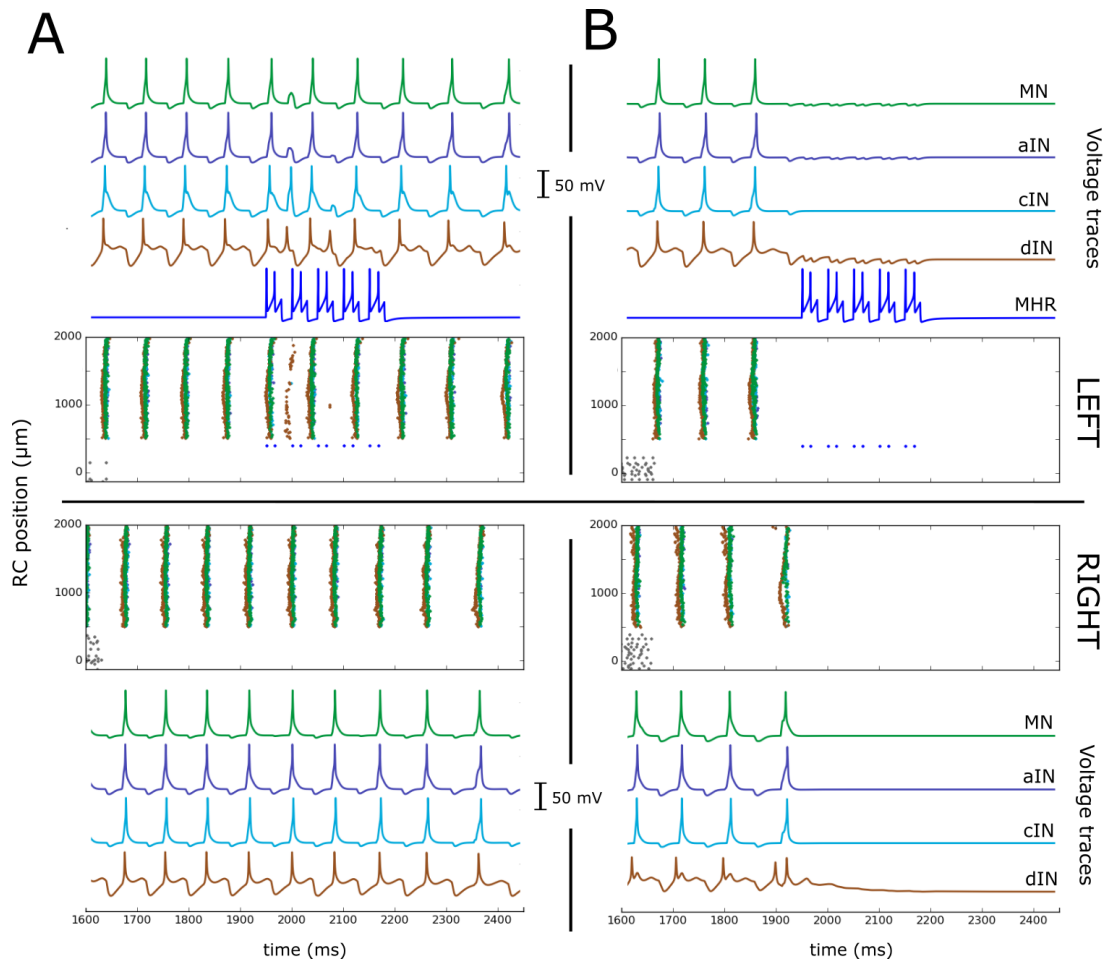 A
B
MN
aIN
50 mV
cIN
dIN
MHR
Voltage traces
2000
1000
0
LEFT
RC position (µm)
2000
1000
0
RIGHT
MN
aIN
50 mV
cIN
dIN
Voltage traces
1600 1700 1800 1900 2000 2100 2200 2300 2400
1600 1700 1800 1900 2000 2100 2200 2300 2400
time (ms)
time (ms)